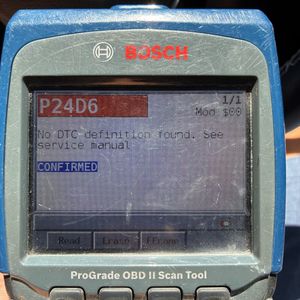 BOSCH
P24D6
1/1
Mod $00
No DTC definition found. See
service manual
CONFIRMED
Read Erase FFrame
ProGrade OBD II Scan Tool